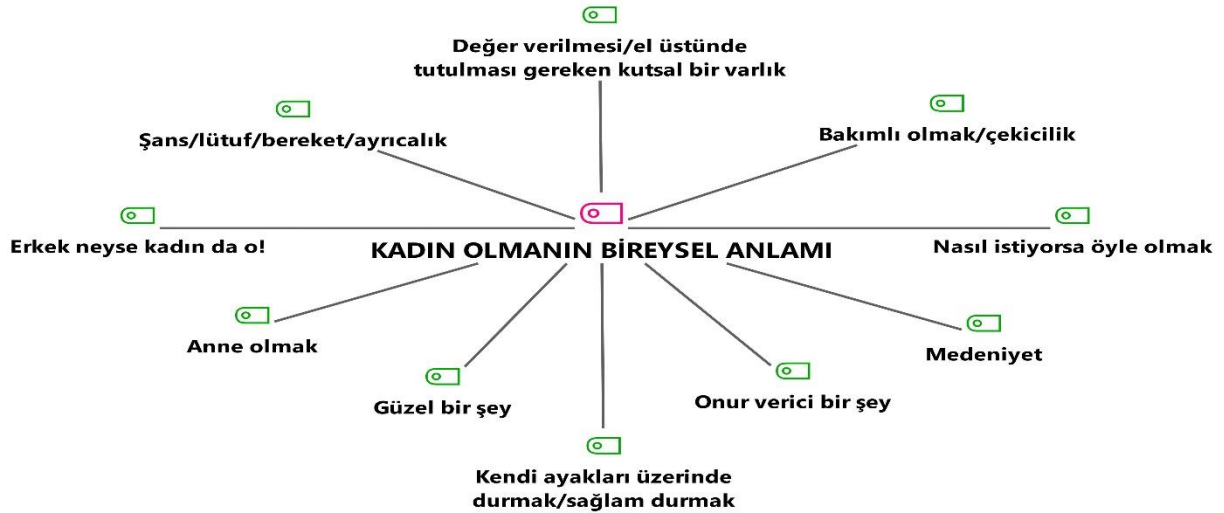 Değer verilmesi/el üstünde
tutulması gereken kutsal bir varlık
Şans/lütuf/bereket/ayrıcalık
Bakımlı olmak/çekicilik
Erkek neyse kadın da o!
KADIN OLMANIN BİREYSEL ANLAMI
Nasıl istiyorsa öyle olmak
Anne olmak
Medeniyet
Güzel bir şey
Onur verici bir şey
Kendi ayakları üzerinde
durmak/sağlam durmak